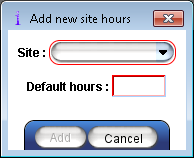 Add new site hours
Site :
Default hours :
Add Cancel